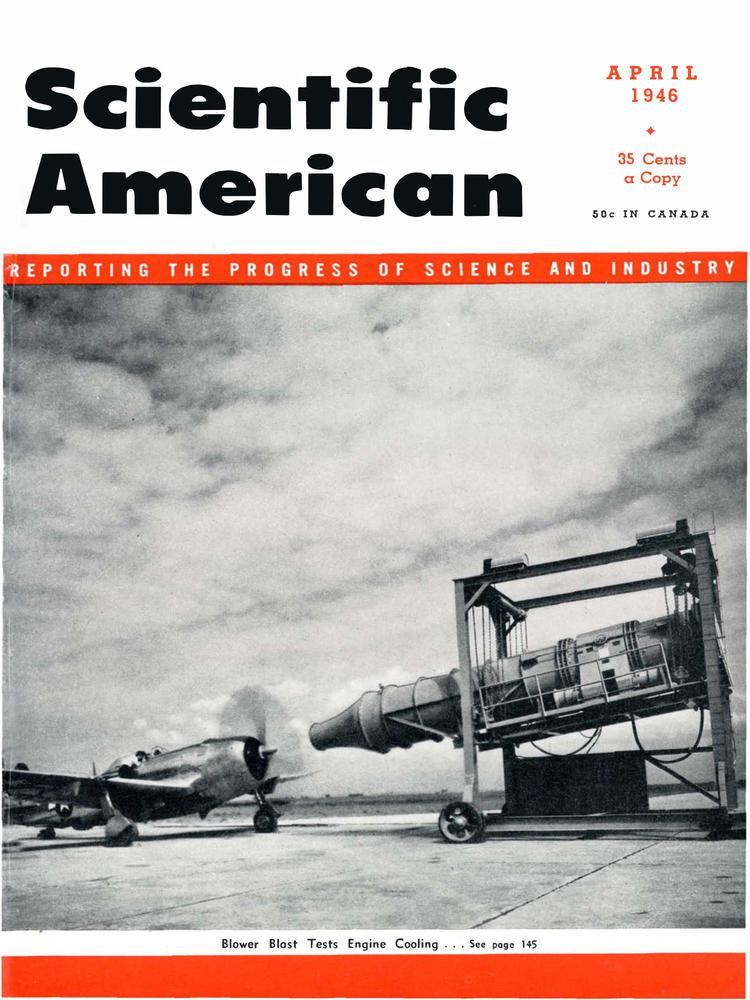 Scientific
American
APRIL
1946
35 Cents
a Copy
50c IN CANADA
REPORTING THE PROGRESS OF SCIENCE AND INDUSTRY
Blower Blast Tests Engine Cooling . . . See page 145